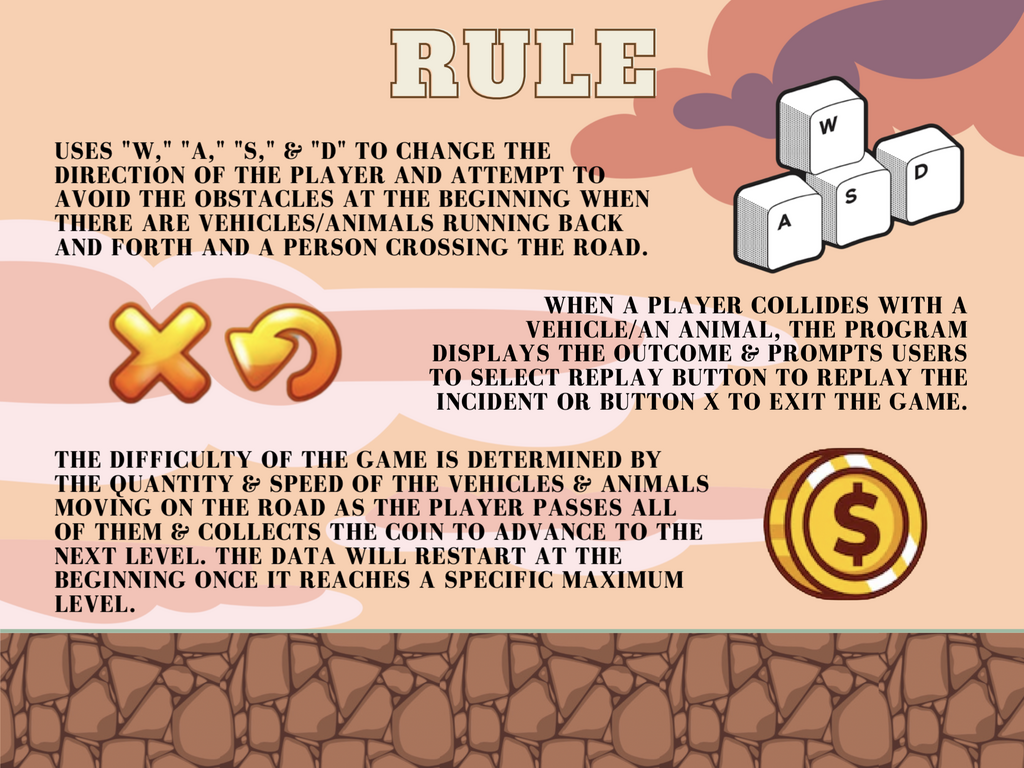 RULE
USES "W," "A," "S," & "D" TO CHANGE THE
DIRECTION OF THE PLAYER AND ATTEMPT TO
AVOID THE OBSTACLES AT THE BEGINNING WHEN
THERE ARE VEHICLES/ANIMALS RUNNING BACK
AND FORTH AND A PERSON CROSSING THE ROAD.
W
A
S
D
WHEN A PLAYER COLLIDES WITH A
VEHICLE/AN ANIMAL, THE PROGRAM
DISPLAYS THE OUTCOME & PROMPTS USERS
TO SELECT REPLAY BUTTON TO REPLAY THE
INCIDENT OR BUTTON X TO EXIT THE GAME.
THE DIFFICULTY OF THE GAME IS DETERMINED BY
THE QUANTITY & SPEED OF THE VEHICLES & ANIMALS
MOVING ON THE ROAD AS THE PLAYER PASSES ALL
OF THEM & COLLECTS THE COIN TO ADVANCE TO THE
NEXT LEVEL. THE DATA WILL RESTART AT THE
BEGINNING ONCE IT REACHES A SPECIFIC MAXIMUM
LEVEL.
$